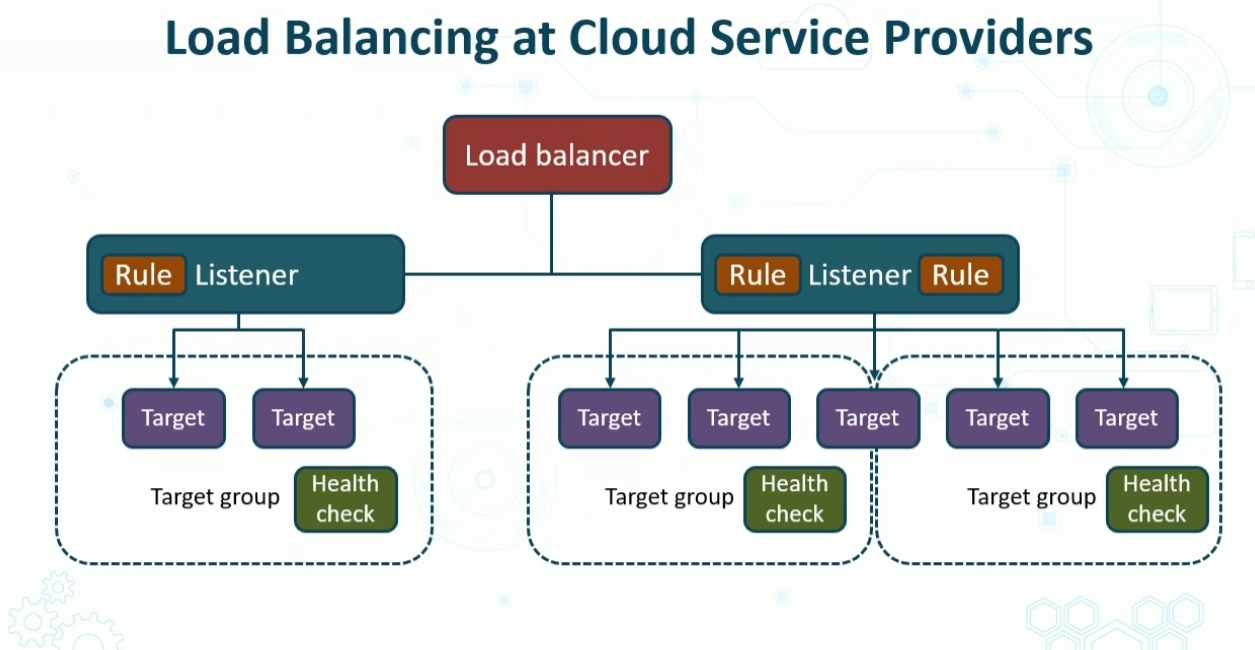 Load Balancing at Cloud Service Providers
Load balancer
Rule Listener
Rule Listener Rule
Target Target
Target Target Target Target Target
Target group
Health
check
Target group
Health
check
Target group
Health
check